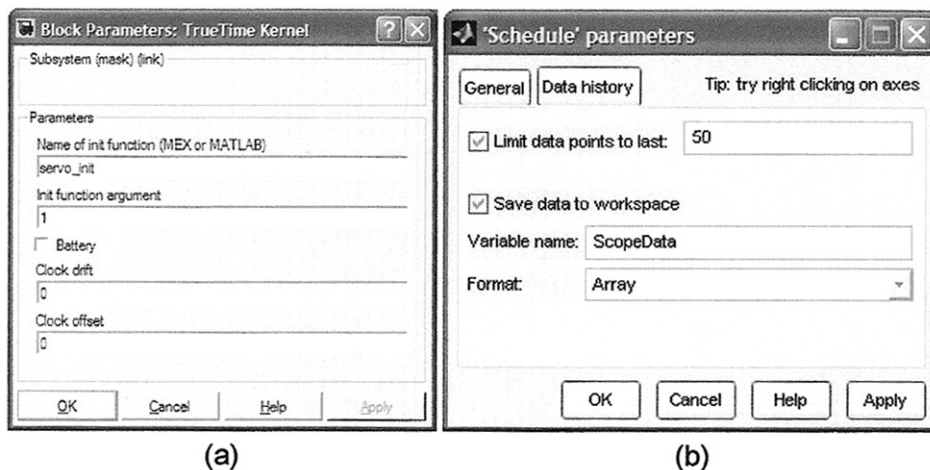 Block Parameters: TrueTime Kernel
Subsystem (mask) (link)
Parameters
Name of init function (MEX or MATLAB)
servo_init
Init function argument
1
Battery
Clock drift
0
Clock offset
0
OK Cancel Help Apply
(a)
'Schedule' parameters
General Data history Tip: try right clicking on axes
Limit data points to last: 50
Save data to workspace
Variable name: ScopeData
Format: Array
OK Cancel Help Apply
(b)